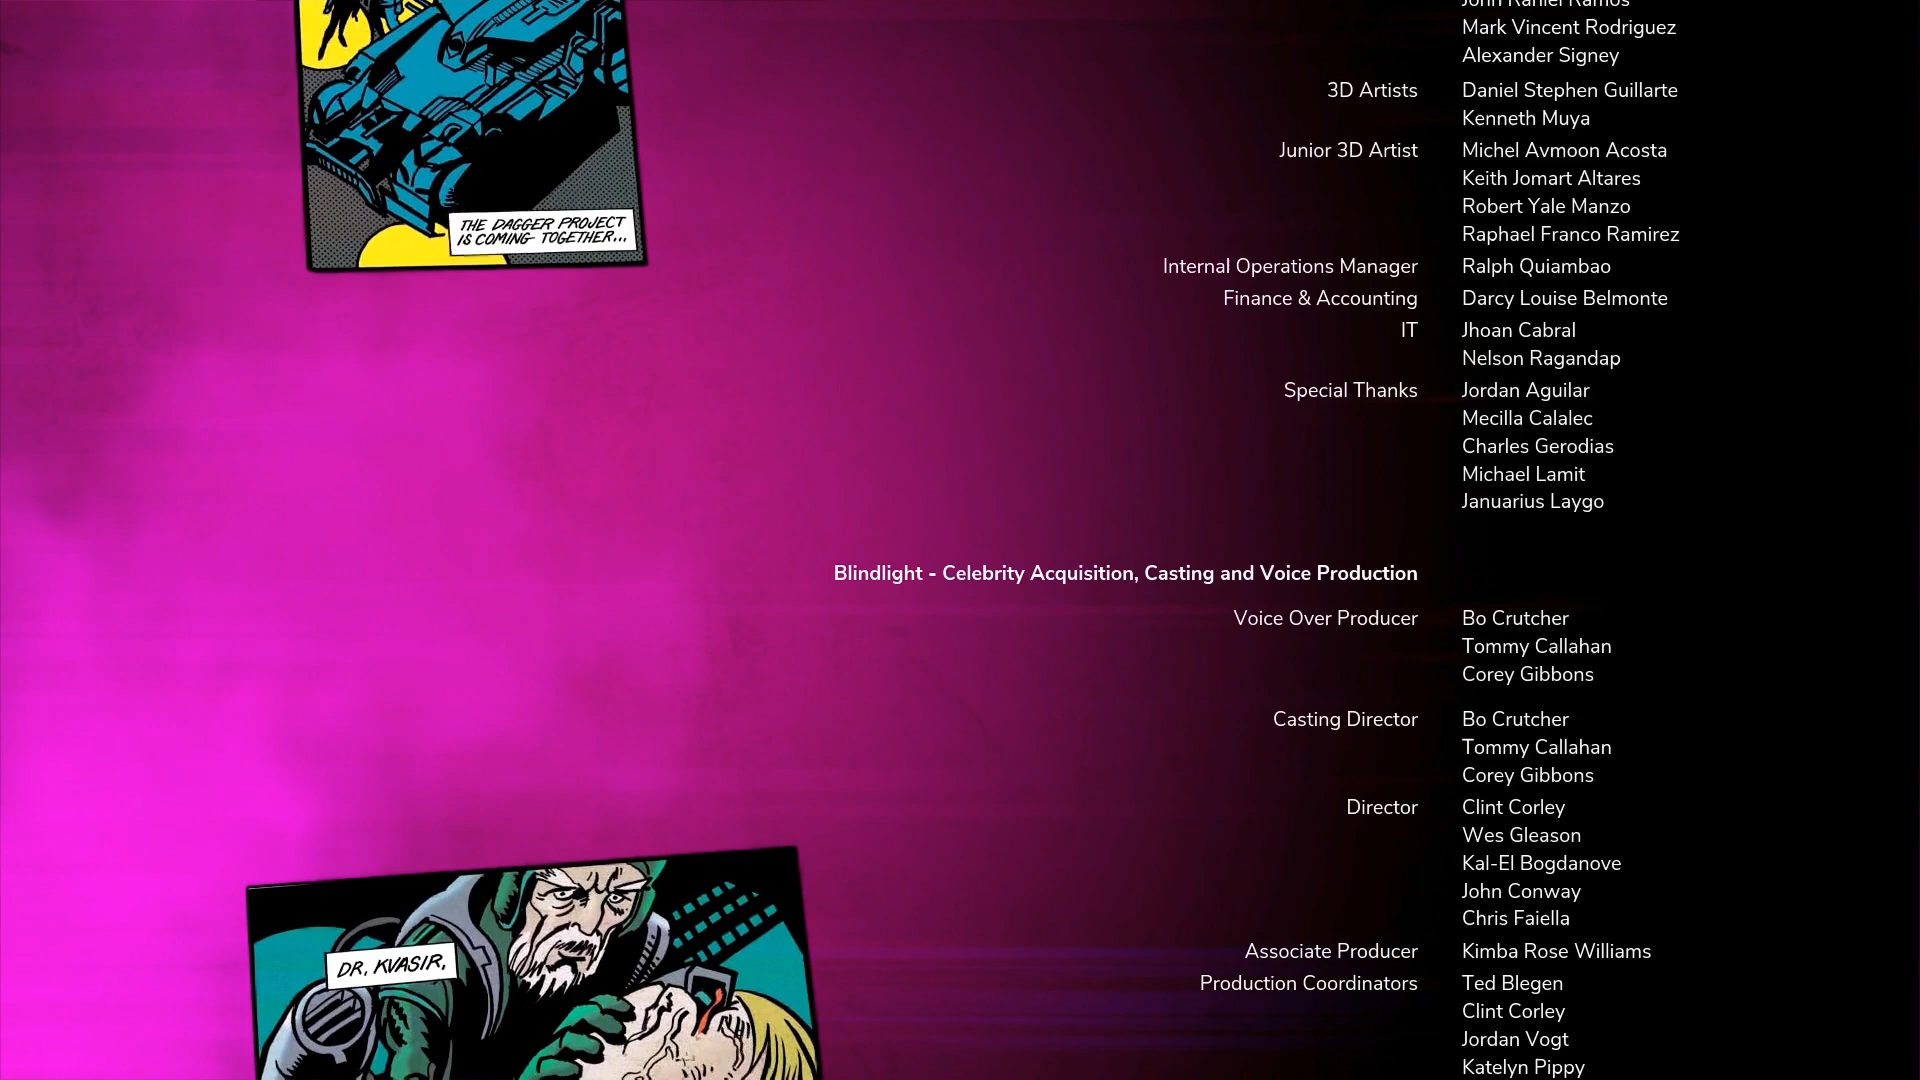 John Raniel Ramos
Mark Vincent Rodriguez
Alexander Signey
3D Artists Daniel Stephen Guillarte
Kenneth Muya
Junior 3D Artist Michel Avmoon Acosta
Keith Jomart Altares
Robert Yale Manzo
Raphael Franco Ramirez
Internal Operations Manager Ralph Quiambao
Finance & Accounting Darcy Louise Belmonte
IT Jhoan Cabral
Nelson Ragandap
Special Thanks Jordan Aguilar
Mecilla Calalec
Charles Gerodias
Michael Lamit
Januarius Laygo
Blindlight - Celebrity Acquisition, Casting and Voice Production
Voice Over Producer Bo Crutcher
Tommy Callahan
Corey Gibbons
Casting Director Bo Crutcher
Tommy Callahan
Corey Gibbons
Director Clint Corley
Wes Gleason
Kal-El Bogdanove
John Conway
Chris Faiella
Associate Producer Kimba Rose Williams
Production Coordinators Ted Blegen
Clint Corley
Jordan Vogt
Katelyn Pippy
THE DAGGER PROJECT
IS COMING TOGETHER...
DR. KVASIR,